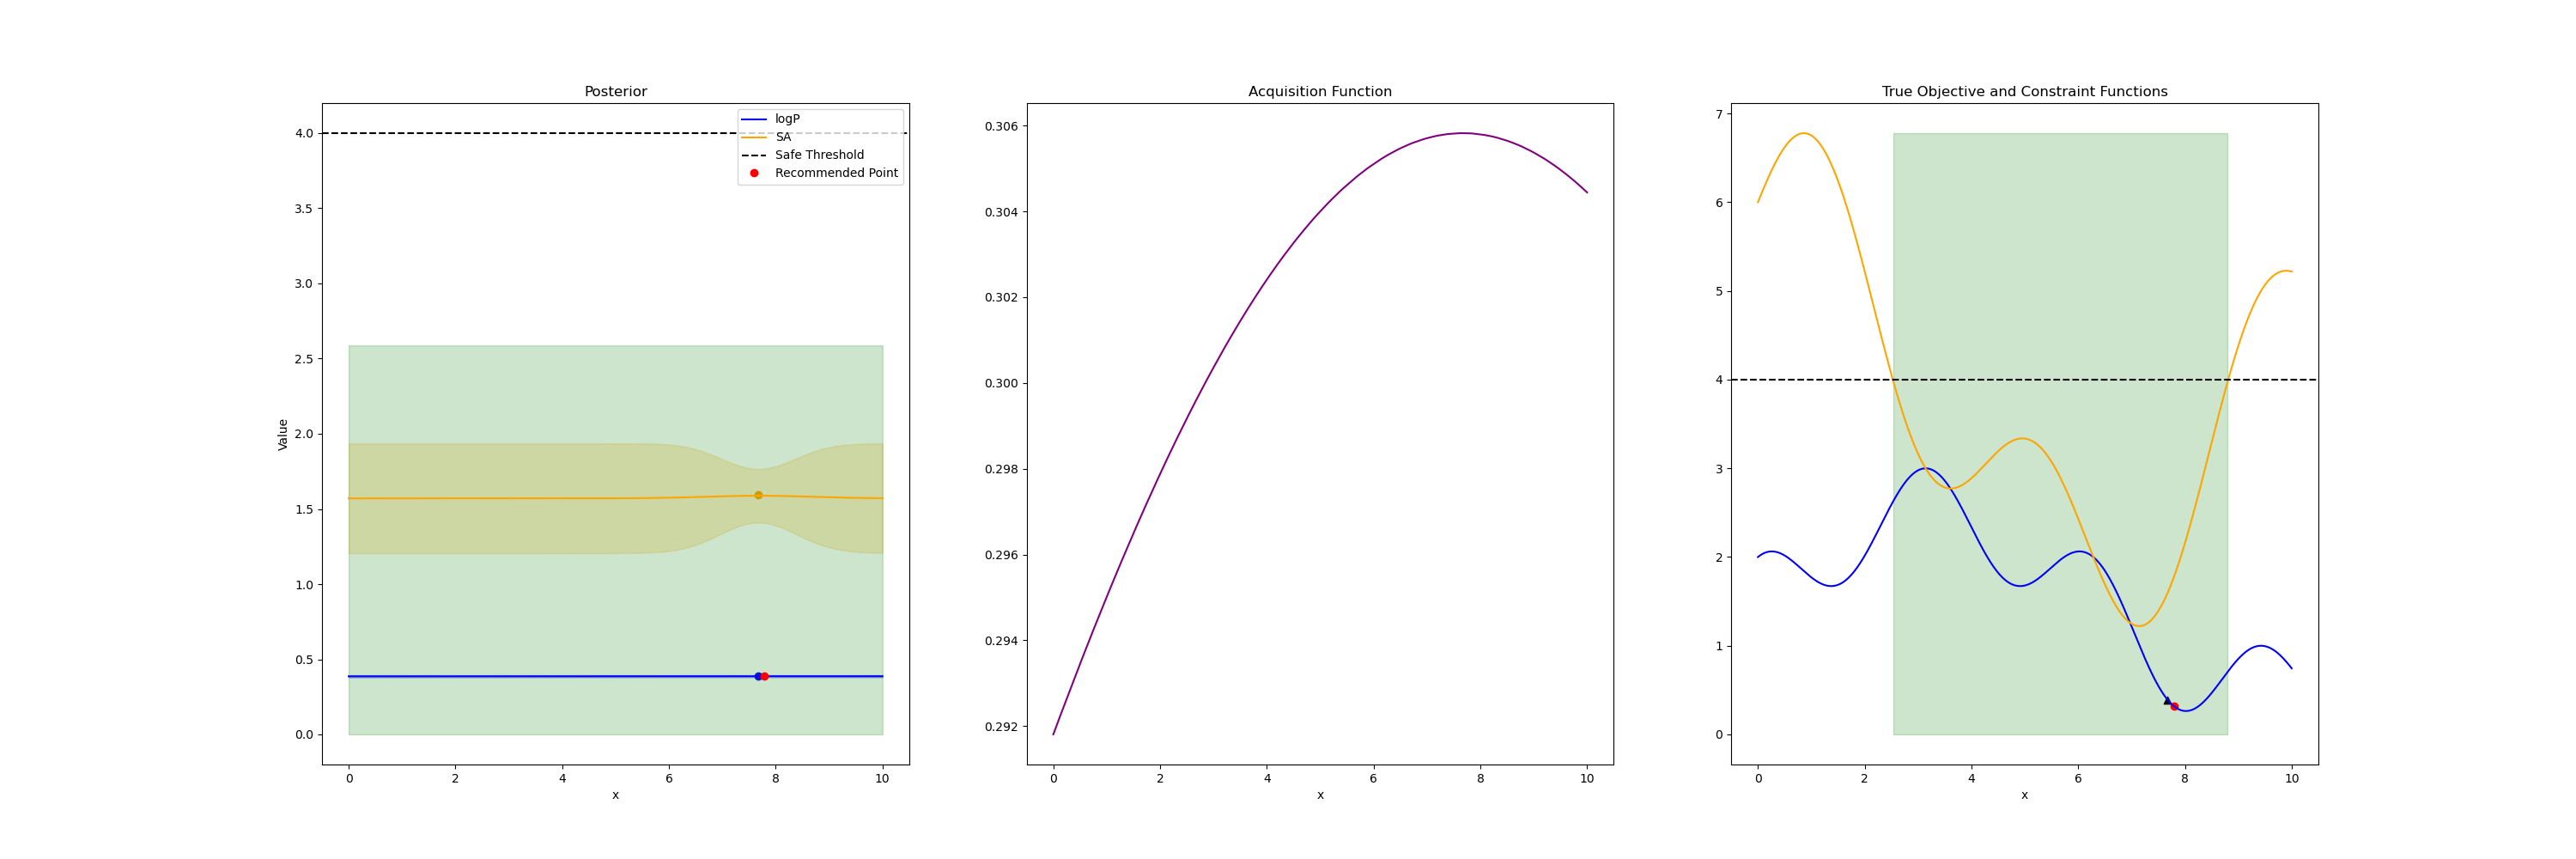 Posterior
logP
SA
Safe Threshold
Recommended Point
4.0
3.5
3.0
2.5
2.0
1.5
1.0
0.5
0.0
Value
0 2 4 6 8 10
x
Acquisition Function
0.306
0.304
0.302
0.300
0.298
0.296
0.294
0.292
0 2 4 6 8 10
x
True Objective and Constraint Functions
7
6
5
4
3
2
1
0
0 2 4 6 8 10
x